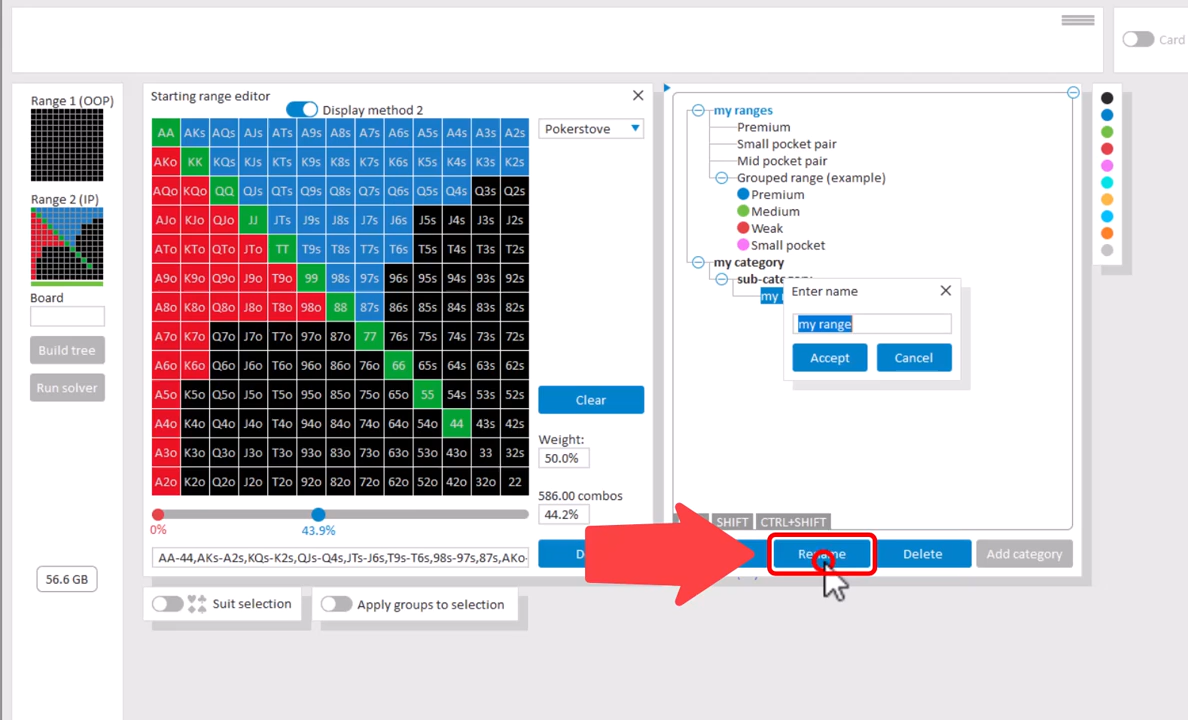 Card
Range 1 (OOP)
Range 2 (IP)
Board
Build tree
Run solver
56.6 GB
Starting range editor
Display method 2
AA AKs AQs AJs ATs A9s A8s A7s A6s A5s A4s A3s A2s
AKo KK KQs KJs KTs K9s K8s K7s K6s K5s K4s K3s K2s
AQo KQo QQ QJs QTs Q9s Q8s Q7s Q6s Q5s Q4s Q3s Q2s
AJo KJo QJo JJ JTs J9s J8s J7s J6s J5s J4s J3s J2s
ATo KTo QTo JTo TT T9s T8s T7s T6s T5s T4s T3s T2s
A9o K9o Q9o J9o T9o 99 98s 97s 96s 95s 94s 93s 92s
A8o K8o Q8o J8o T8o 98o 88 87s 86s 85s 84s 83s 82s
A7o K7o Q7o J7o T7o 97o 87o 77 76s 75s 74s 73s 72s
A6o K6o Q6o J6o T6o 96o 86o 76o 66 65s 64s 63s 62s
A5o K5o Q5o J5o T5o 95o 85o 75o 65o 55 54s 53s 52s
A4o K4o Q4o J4o T4o 94o 84o 74o 64o 54o 44 43s 42s
A3o K3o Q3o J3o T3o 93o 83o 73o 63o 53o 43o 33 32s
A2o K2o Q2o J2o T2o 92o 82o 72o 62o 52o 42o 32o 22
0%
43.9%
AA-44,AKs-A2s,KQs-K2s,QJs-Q4s,JTs-J6s,T9s-T6s,98s-97s,87s,AKo-
Suit selection
Apply groups to selection
Pokerstove
Clear
Weight:
50.0%
586.00 combos
44.2%
my ranges
Premium
Small pocket pair
Mid pocket pair
Grouped range (example)
Premium
Medium
Weak
Small pocket
my category
Enter name
my range
Accept
Cancel
SHIFT
CTRL+SHIFT
Rename
Delete
Add category